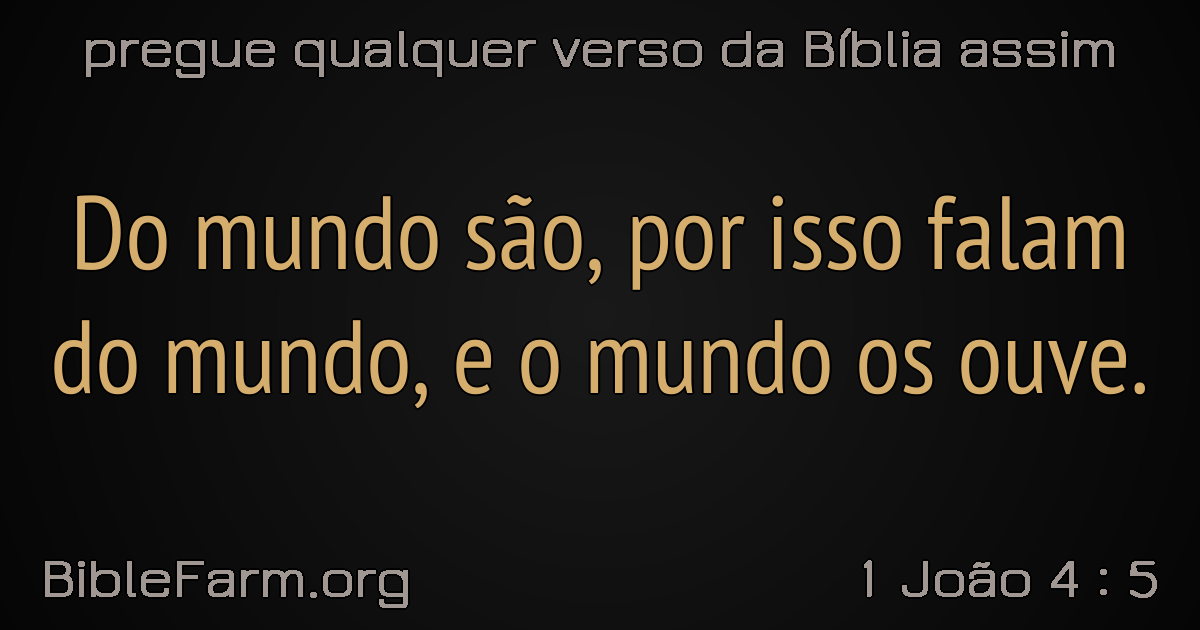 pregue qualquer verso da Bíblia assim
Do mundo são, por isso falam
do mundo, e o mundo os ouve.
BibleFarm.org
1 João 4 : 5